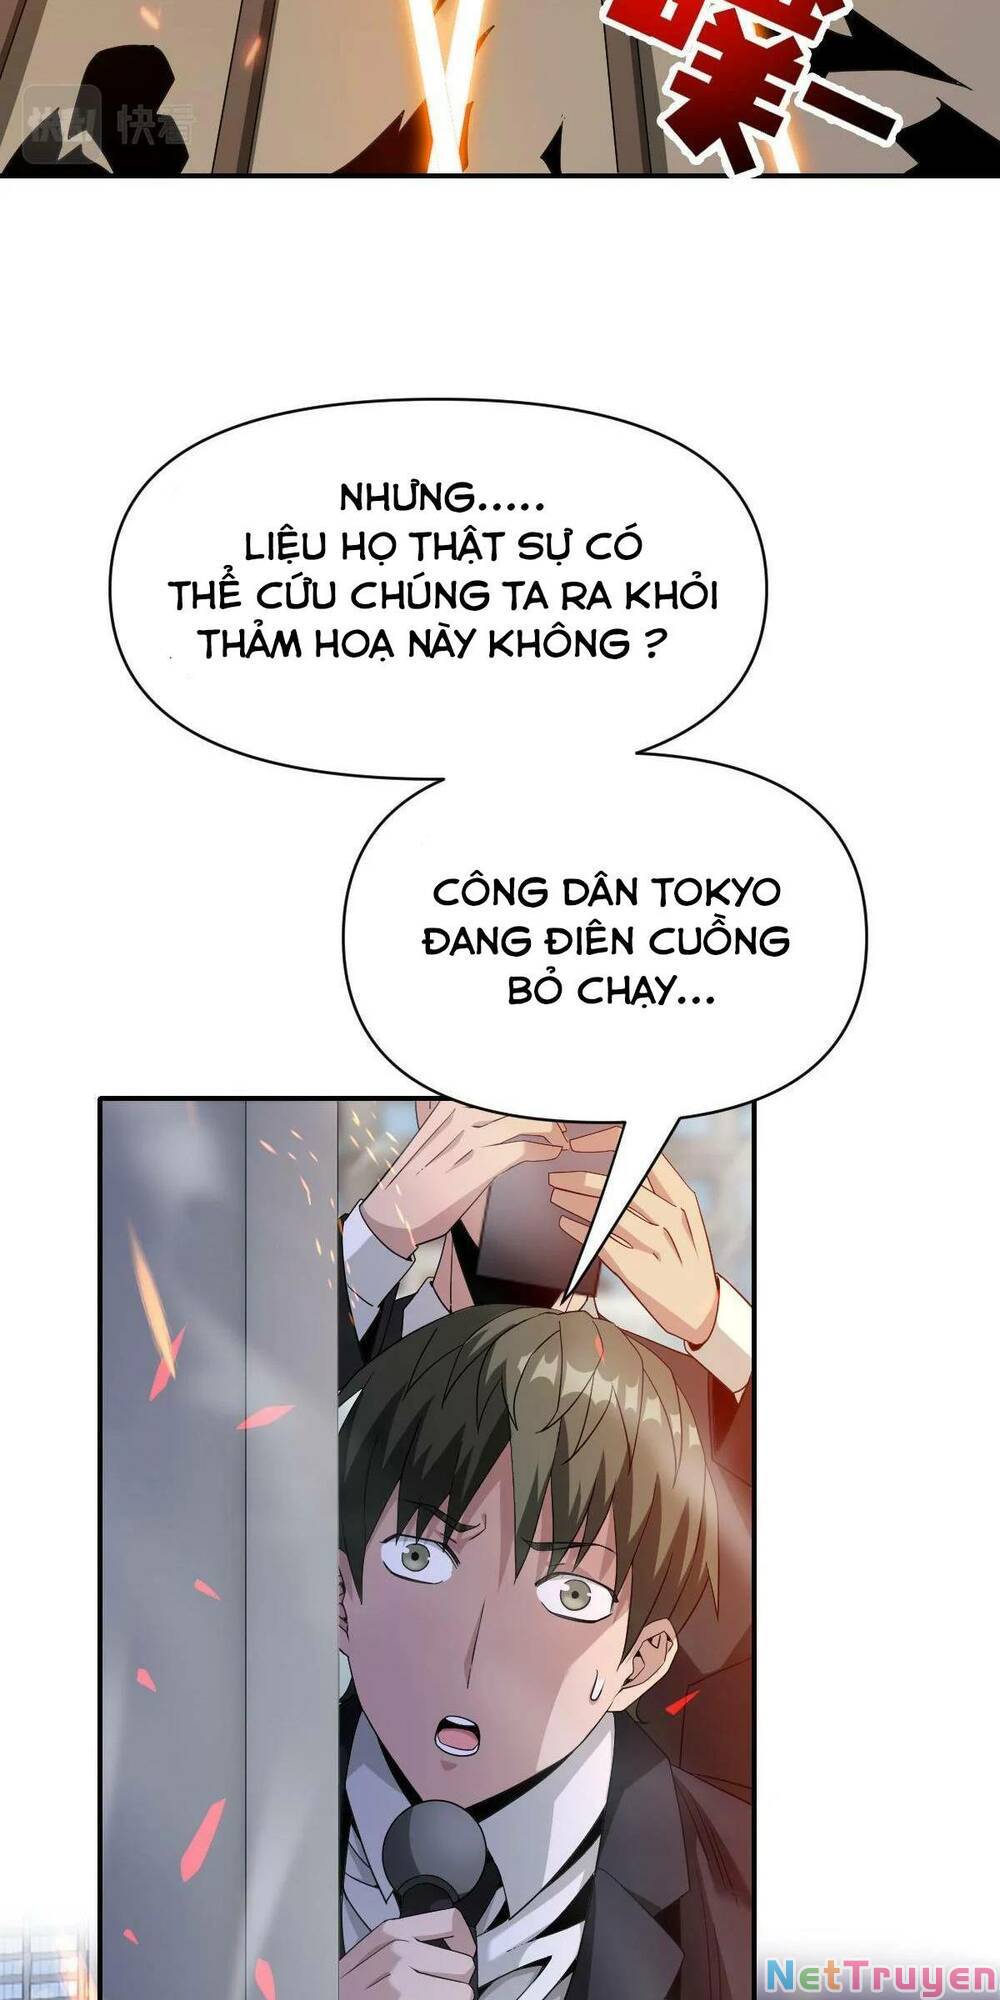 快看
NHƯNG.....
LIỆU HỌ THẬT SỰ CÓ
THỂ CỨU CHÚNG TA RA KHỎI
THẢM HOẠ NÀY KHÔNG ?
CÔNG DÂN TOKYO
ĐANG ĐIÊN CUỒNG
BỎ CHẠY...
NetTruyen